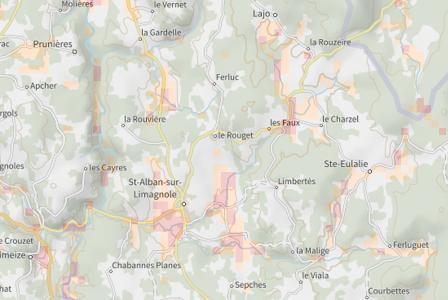 Molières
le Vernet
Lajo
la Gardelle
Prunières
la Rouzeire
Ferluc
Apcher
la Rouvière
les Faux
le Charzel
le Rouget
les Cayres
Ste-Eulalie
St-Alban-sur-
Limagnole
Limbertès
Crouzet
la Malige
Ferluguet
Chabannes Planes
le Viala
Sepches
Courbettes